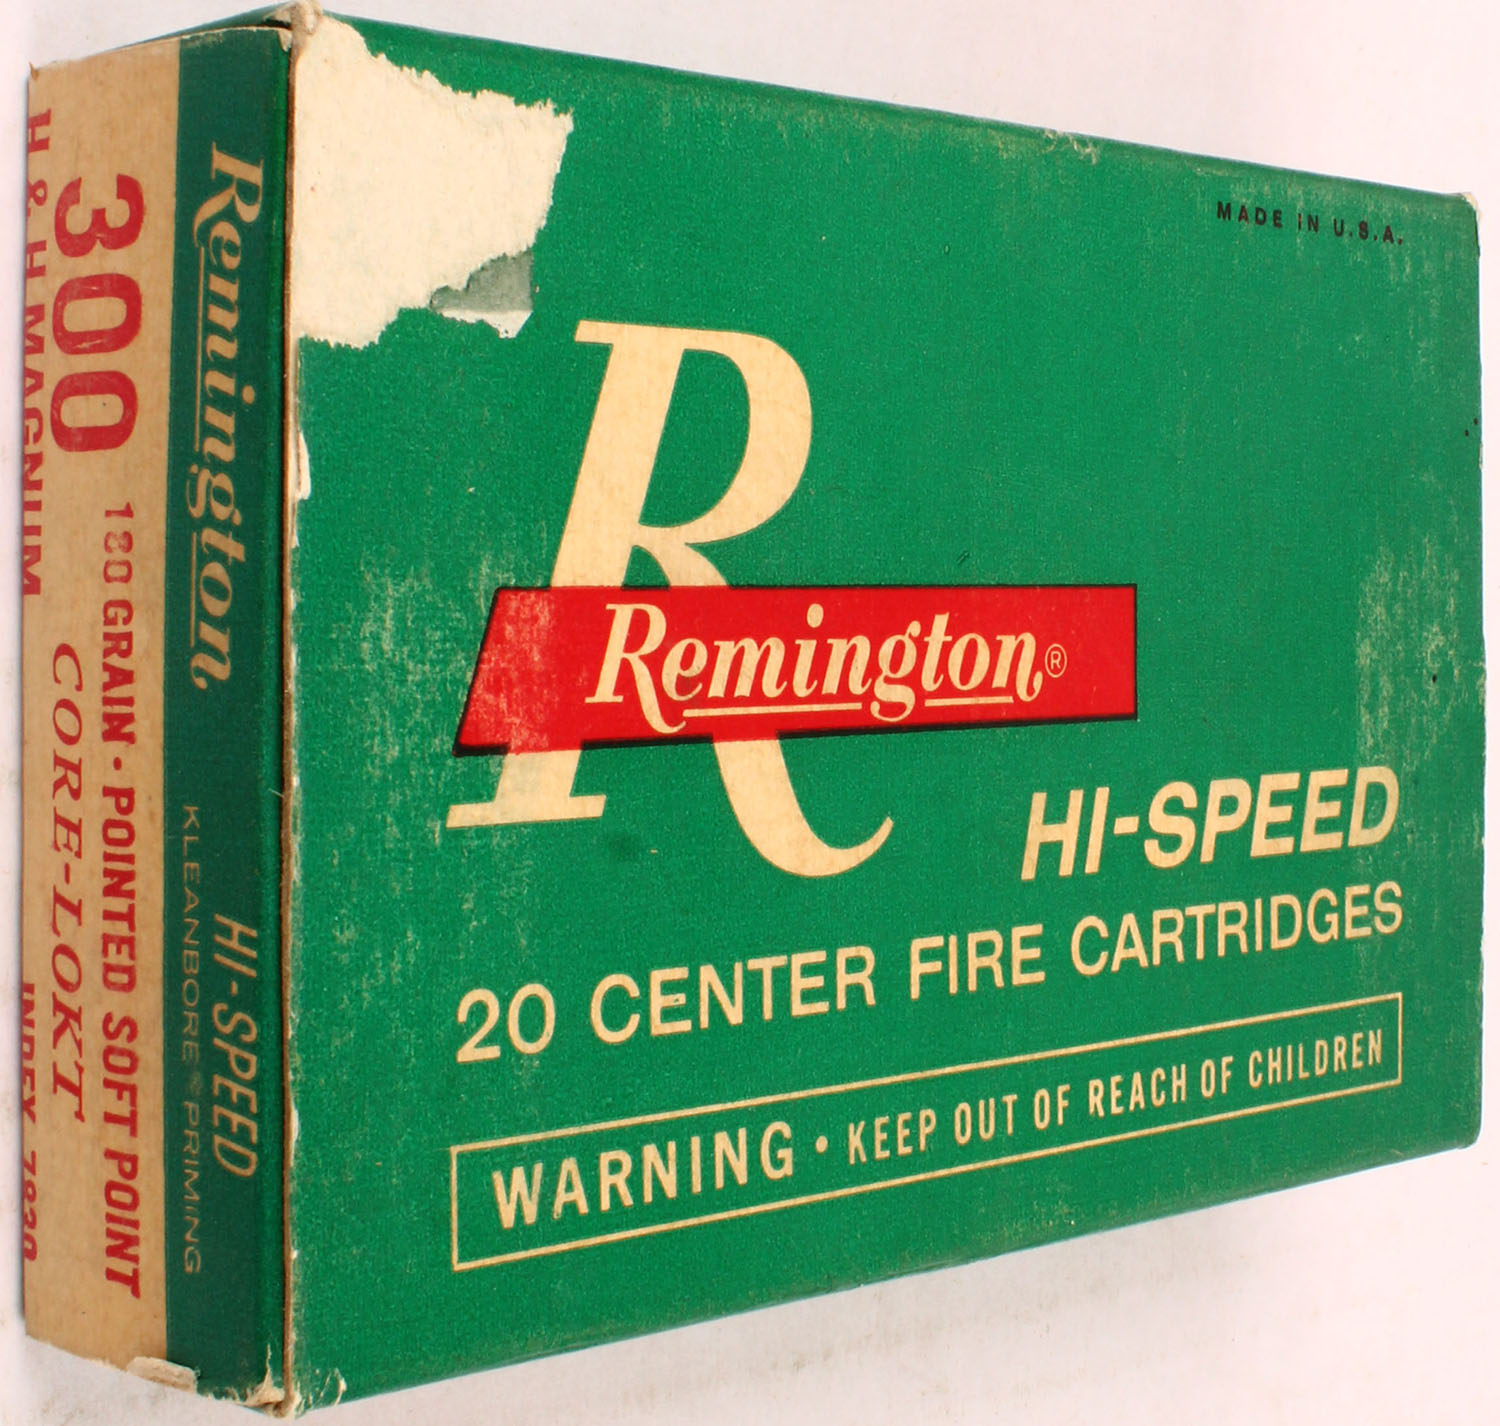 MADE IN U.S.A.
Remington®
HI-SPEED
20 CENTER FIRE CARTRIDGES
WARNING · KEEP OUT OF REACH OF CHILDREN
Remington HI-SPEED
KLEANBORE® PRIMING
300 180 GRAIN · POINTED SOFT POINT
CORE-LOKT
H & H MAGNUM INDEX